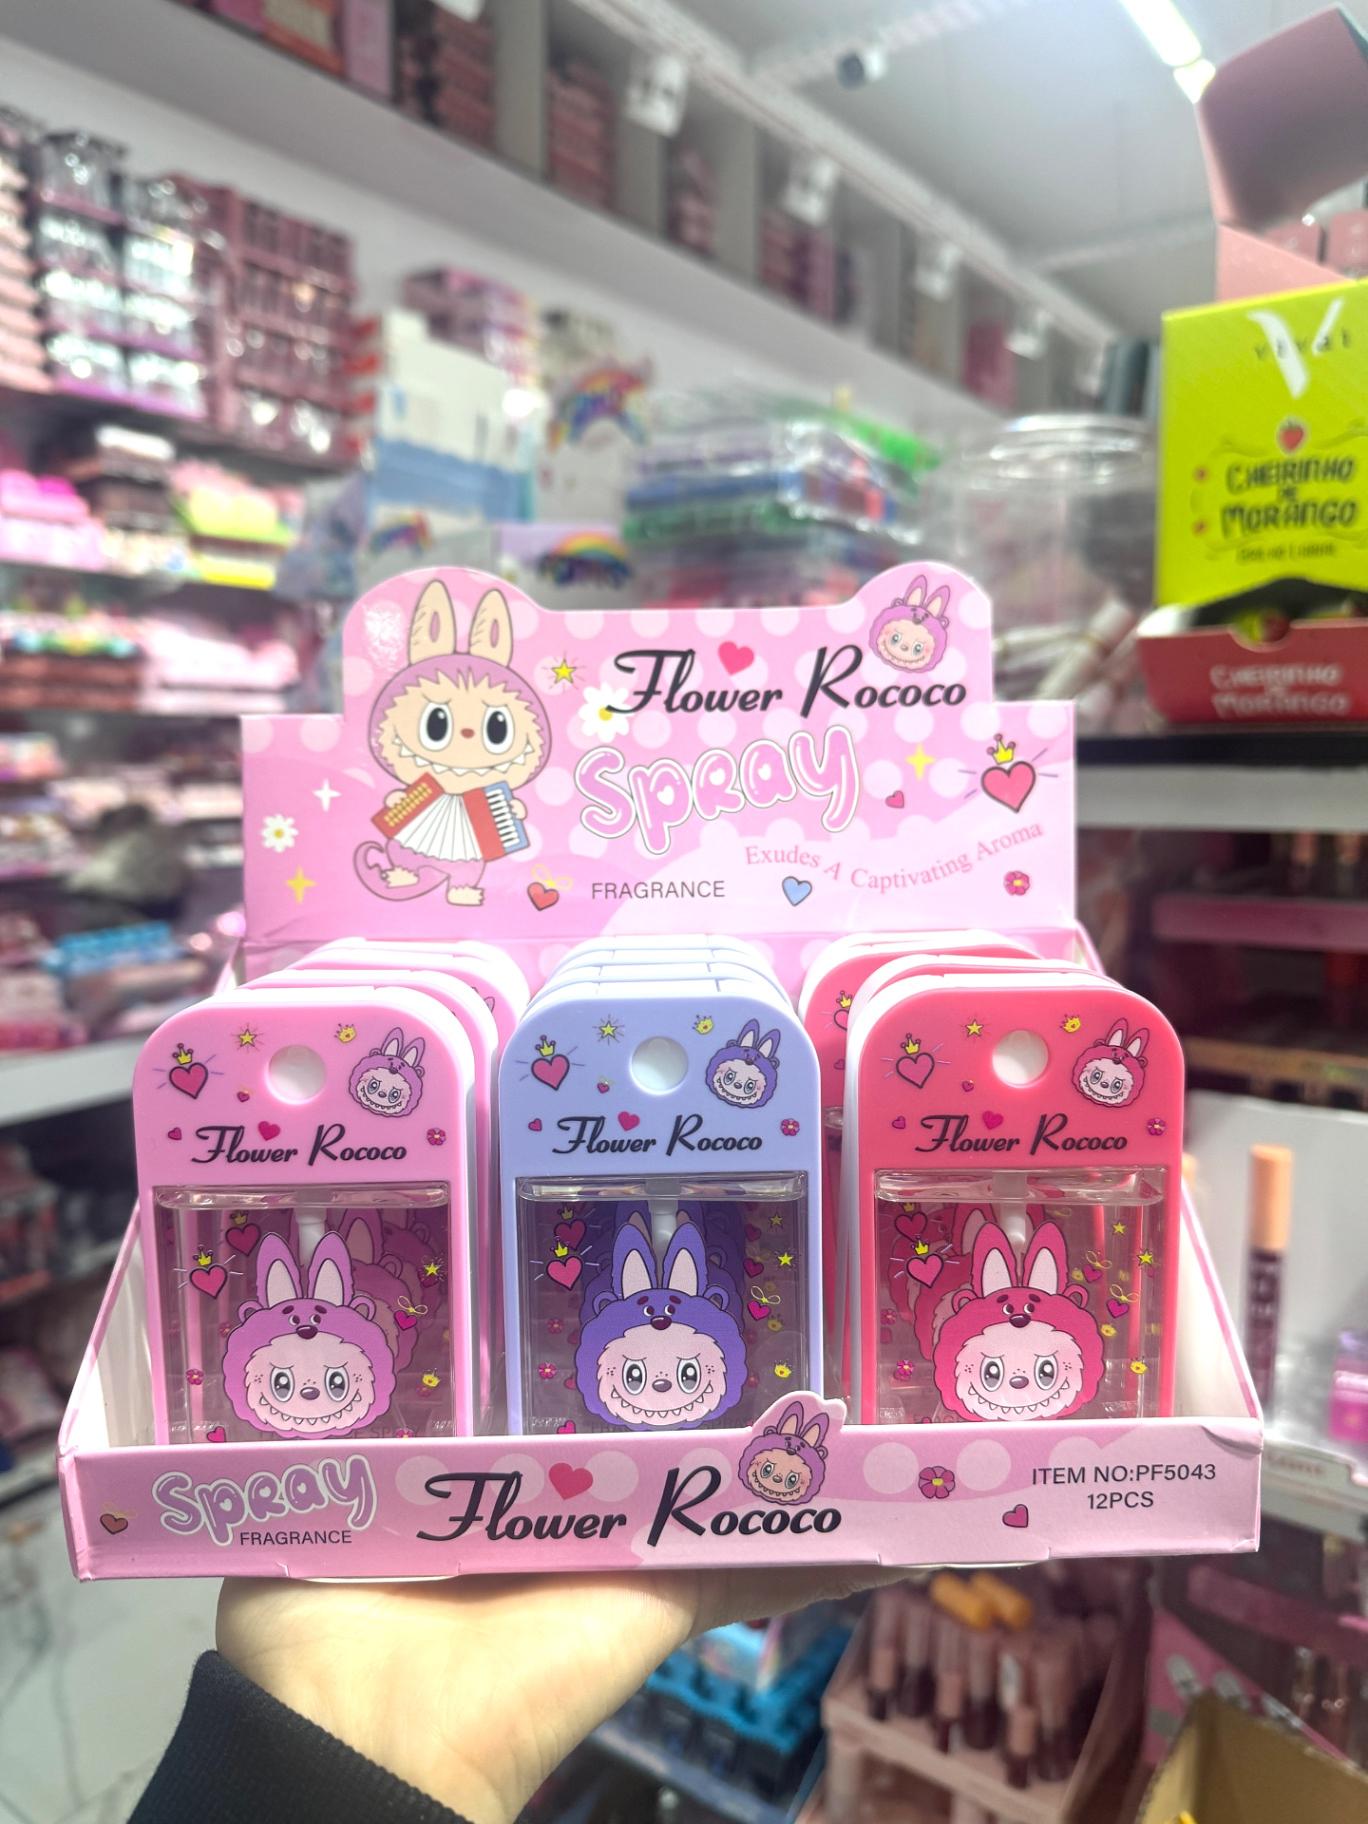 Vivai
CHEIRINHO
DE
MORANGO
CHEIRINHO
DE
MORANGO
Flower Rococo
Spray
Exudes A Captivating Aroma
FRAGRANCE
Flower Rococo
Flower Rococo
Flower Rococo
Spray
FRAGRANCE
Flower Rococo
ITEM NO:PF5043
12PCS